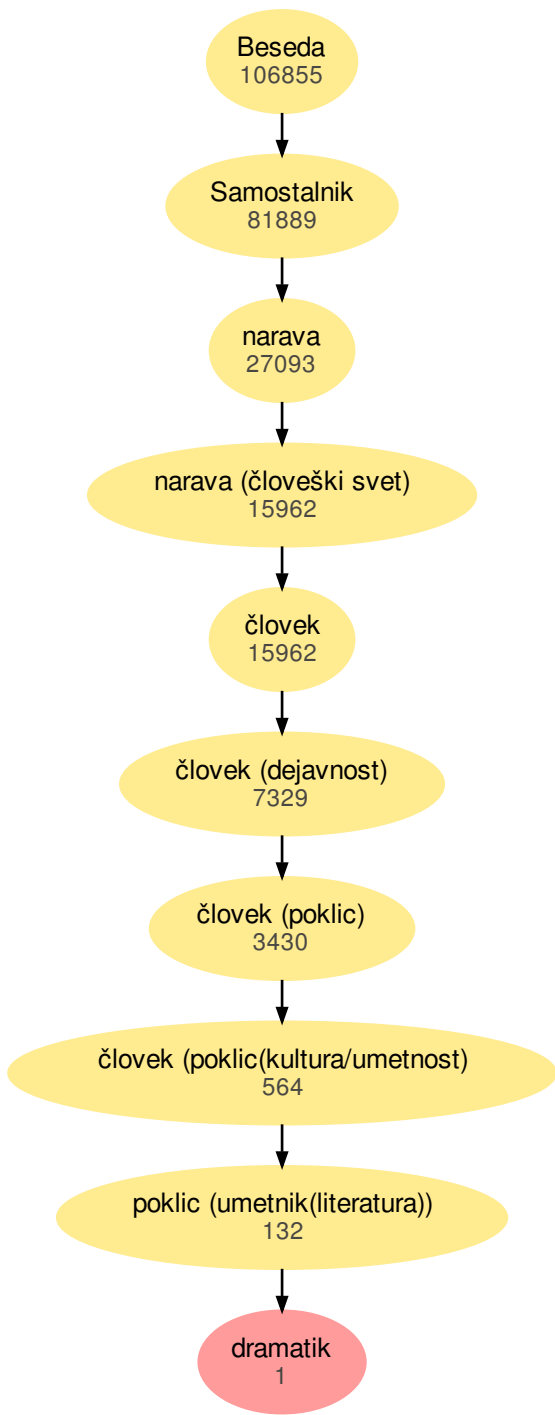 Beseda
106855
Samostalnik
81889
narava
27093
narava (človeški svet)
15962
človek
15962
človek (dejavnost)
7329
človek (poklic)
3430
človek (poklic(kultura/umetnost)
564
poklic (umetnik(literatura))
132
dramatik
1